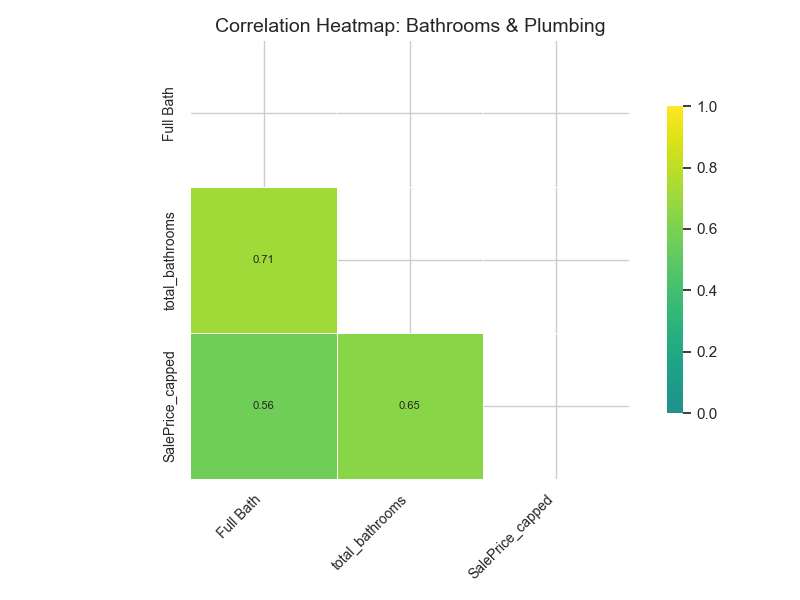 Correlation Heatmap: Bathrooms & Plumbing
Full Bath
total_bathrooms
SalePrice_capped
0.71
0.56
0.65
Full Bath
total_bathrooms
SalePrice_capped
1.0
0.8
0.6
0.4
0.2
0.0